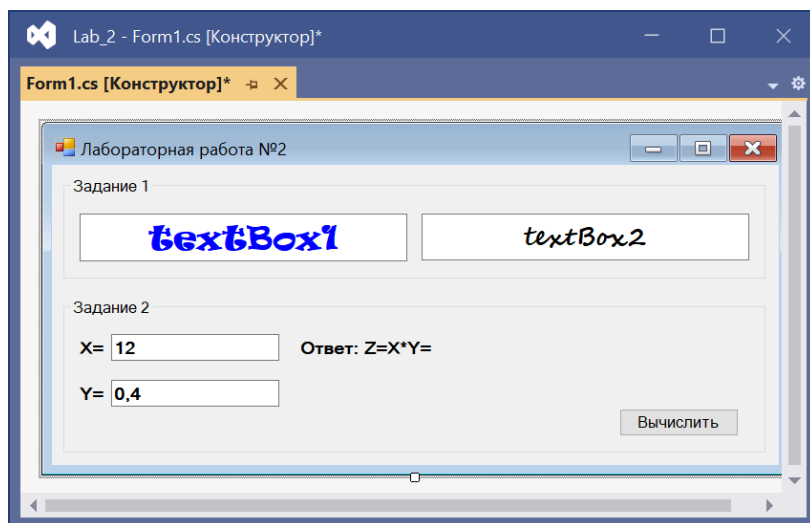 Lab_2 - Form1.cs [Конструктор]*
Form1.cs [Конструктор]*
Лабораторная работа №2
Задание 1
textBox1 textBox2
Задание 2
X= 12 Ответ: Z=X*Y=
Y= 0,4
Вычислить